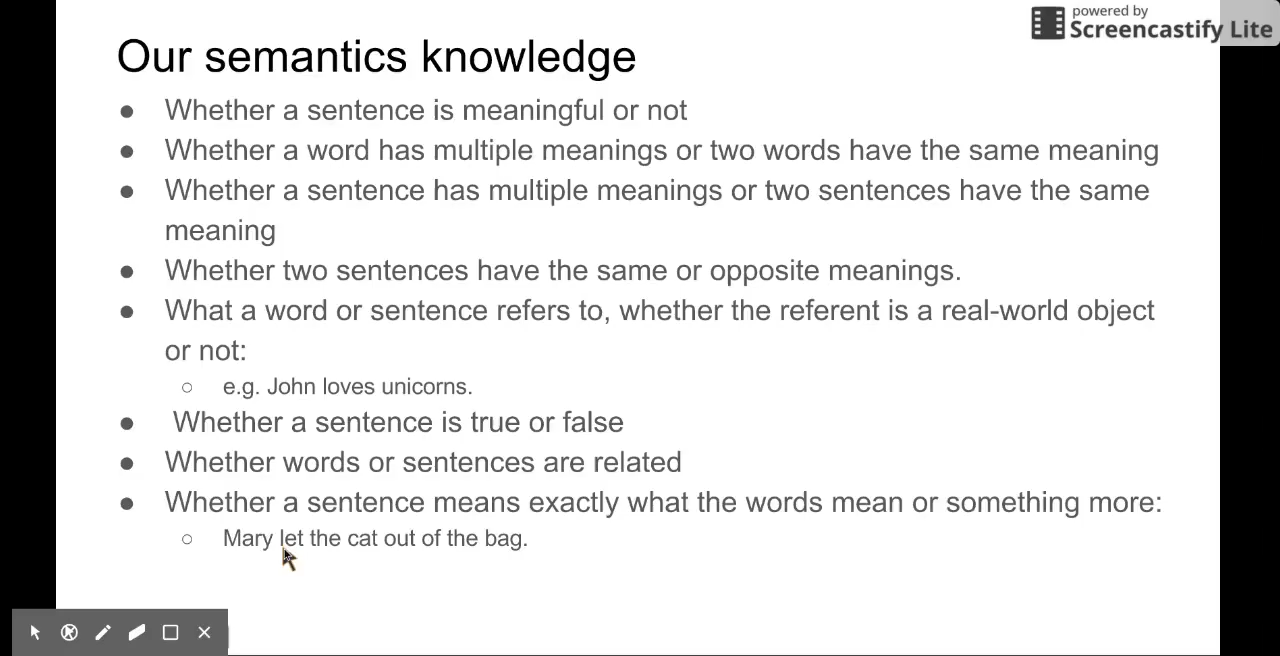 powered by
Screencastify Lite
Our semantics knowledge
● Whether a sentence is meaningful or not
● Whether a word has multiple meanings or two words have the same meaning
● Whether a sentence has multiple meanings or two sentences have the same
meaning
● Whether two sentences have the same or opposite meanings.
● What a word or sentence refers to, whether the referent is a real-world object
or not:
○ e.g. John loves unicorns.
● Whether a sentence is true or false
● Whether words or sentences are related
● Whether a sentence means exactly what the words mean or something more:
○ Mary let the cat out of the bag.